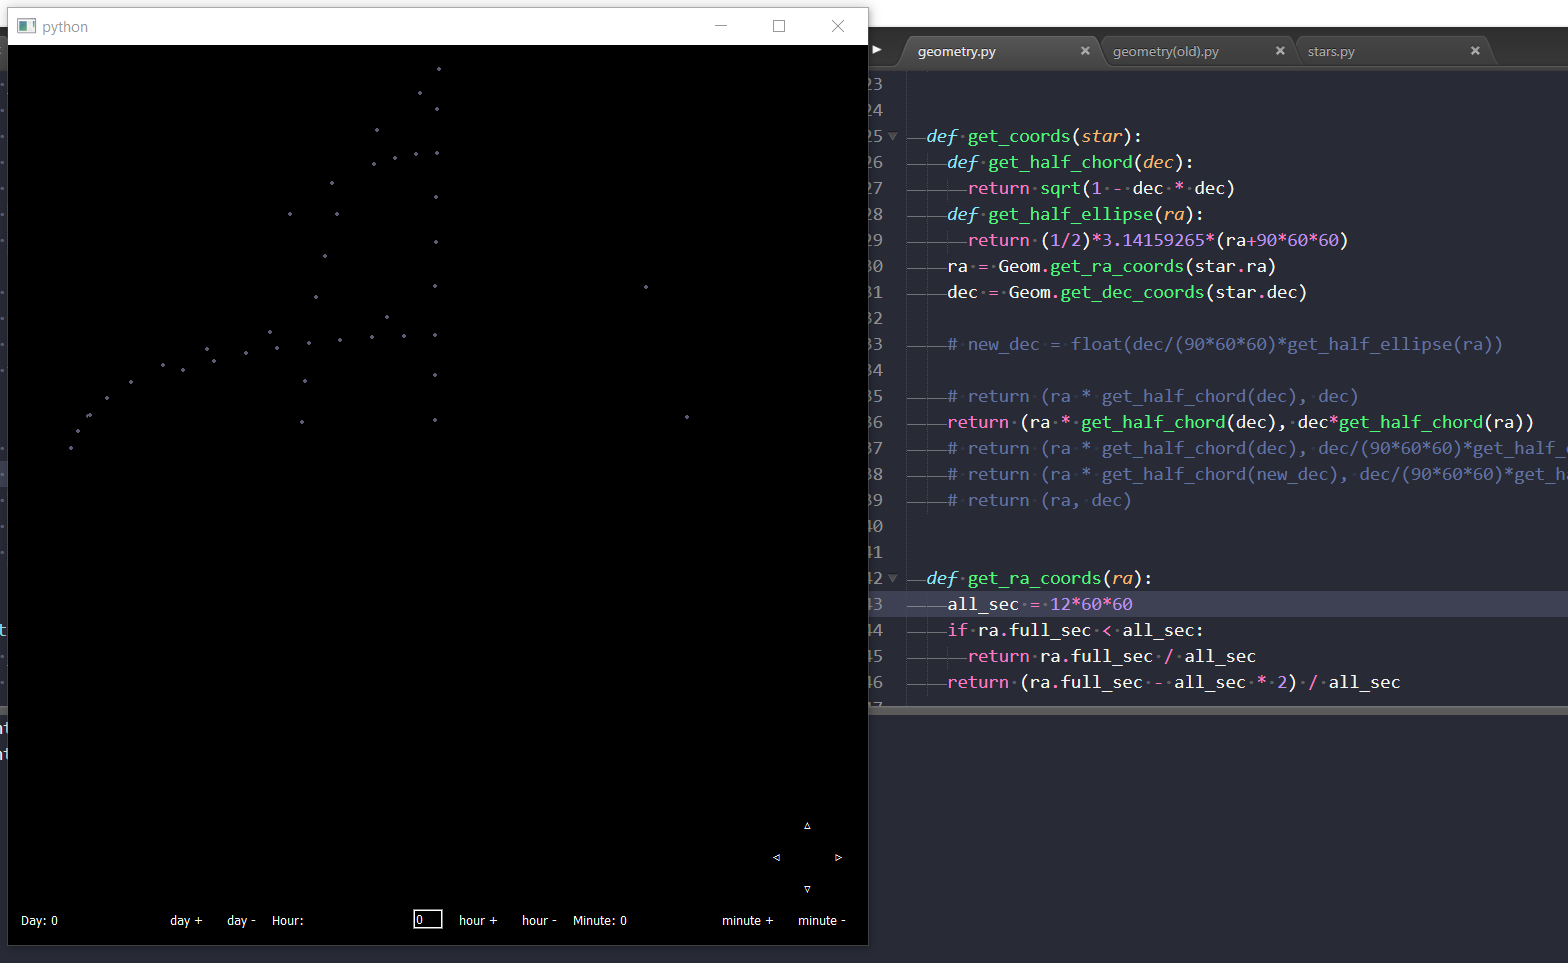 python
geometry.py
geometry(old).py
stars.py
23
24
25 def get_coords(star):
26 def get_half_chord(dec):
27 return sqrt(1 - dec * dec)
28 def get_half_ellipse(ra):
29 return (1/2)*3.14159265*(ra+90*60*60)
30 ra = Geom.get_ra_coords(star.ra)
31 dec = Geom.get_dec_coords(star.dec)
32
33 # new_dec = float(dec/(90*60*60)*get_half_ellipse(ra))
34
35 # return (ra * get_half_chord(dec), dec)
36 return (ra * get_half_chord(dec), dec*get_half_chord(ra))
37 # return (ra * get_half_chord(dec), dec/(90*60*60)*get_half_
38 # return (ra * get_half_chord(new_dec), dec/(90*60*60)*get_h
39 # return (ra, dec)
40
41
42 def get_ra_coords(ra):
43 all_sec = 12*60*60
44 if ra.full_sec < all_sec:
45 return ra.full_sec / all_sec
46 return (ra.full_sec - all_sec * 2) / all_sec
47
Day: 0 day + day - Hour: 0 hour + hour - Minute: 0 minute + minute -